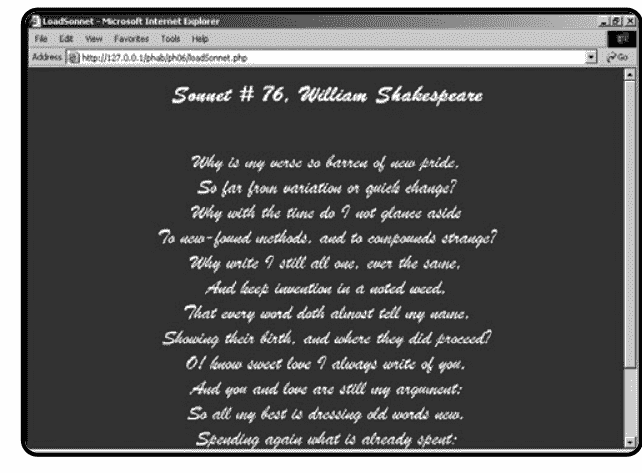 LoadSonnet - Microsoft Internet Explorer
File Edit View Favorites Tools Help
Address http://127.0.0.1/phab/ph06/loadSonnet.php Go
Sonnet # 76, William Shakespeare
Why is my verse so barren of new pride,
So far from variation or quick change?
Why with the time do I not glance aside
To new-found methods, and to compounds strange?
Why write I still all one, ever the same,
And keep invention in a noted weed,
That every word doth almost tell my name,
Showing their birth, and where they did proceed?
O! know sweet love I always write of you,
And you and love are still my argument;
So all my best is dressing old words new,
Spending again what is already spent: